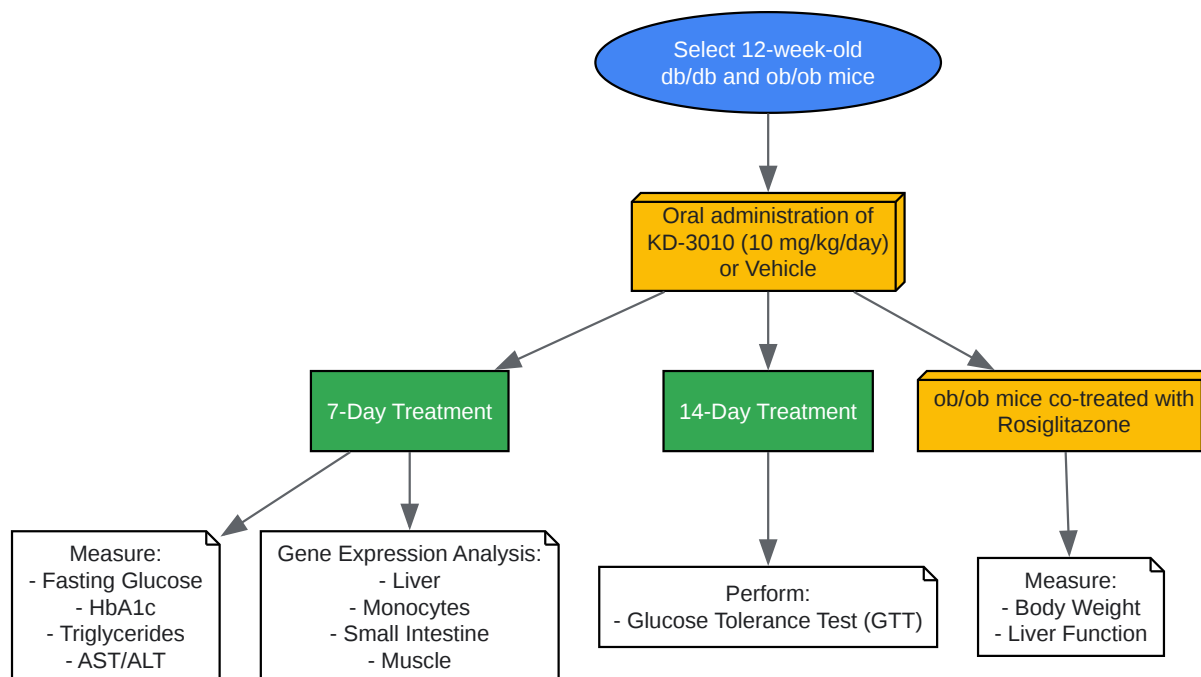 Select 12-week-old
db/db and ob/ob mice
Oral administration of
KD-3010 (10 mg/kg/day)
or Vehicle
7-Day Treatment
14-Day Treatment
ob/ob mice co-treated with
Rosiglitazone
Measure:
- Fasting Glucose
- HbA1c
- Triglycerides
- AST/ALT
Gene Expression Analysis:
- Liver
- Monocytes
- Small Intestine
- Muscle
Perform:
- Glucose Tolerance Test (GTT)
Measure:
- Body Weight
- Liver Function